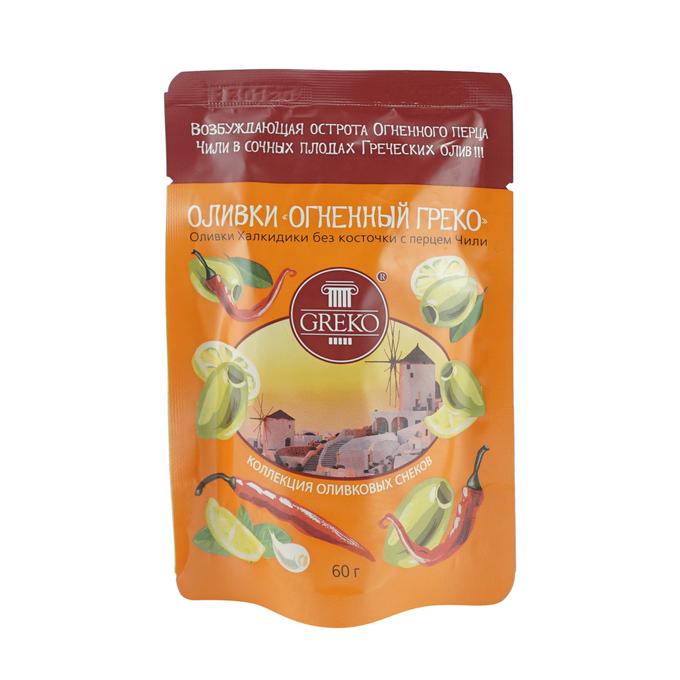 Возбуждающая острота Огненного перца
Чили в сочных плодах Греческих олив!!!
Оливки «Огненный Греко»
Оливки Халкидики без косточки с перцем Чили
®
GREKO
КОЛЛЕКЦИЯ ОЛИВКОВЫХ СНЕКОВ
60 г